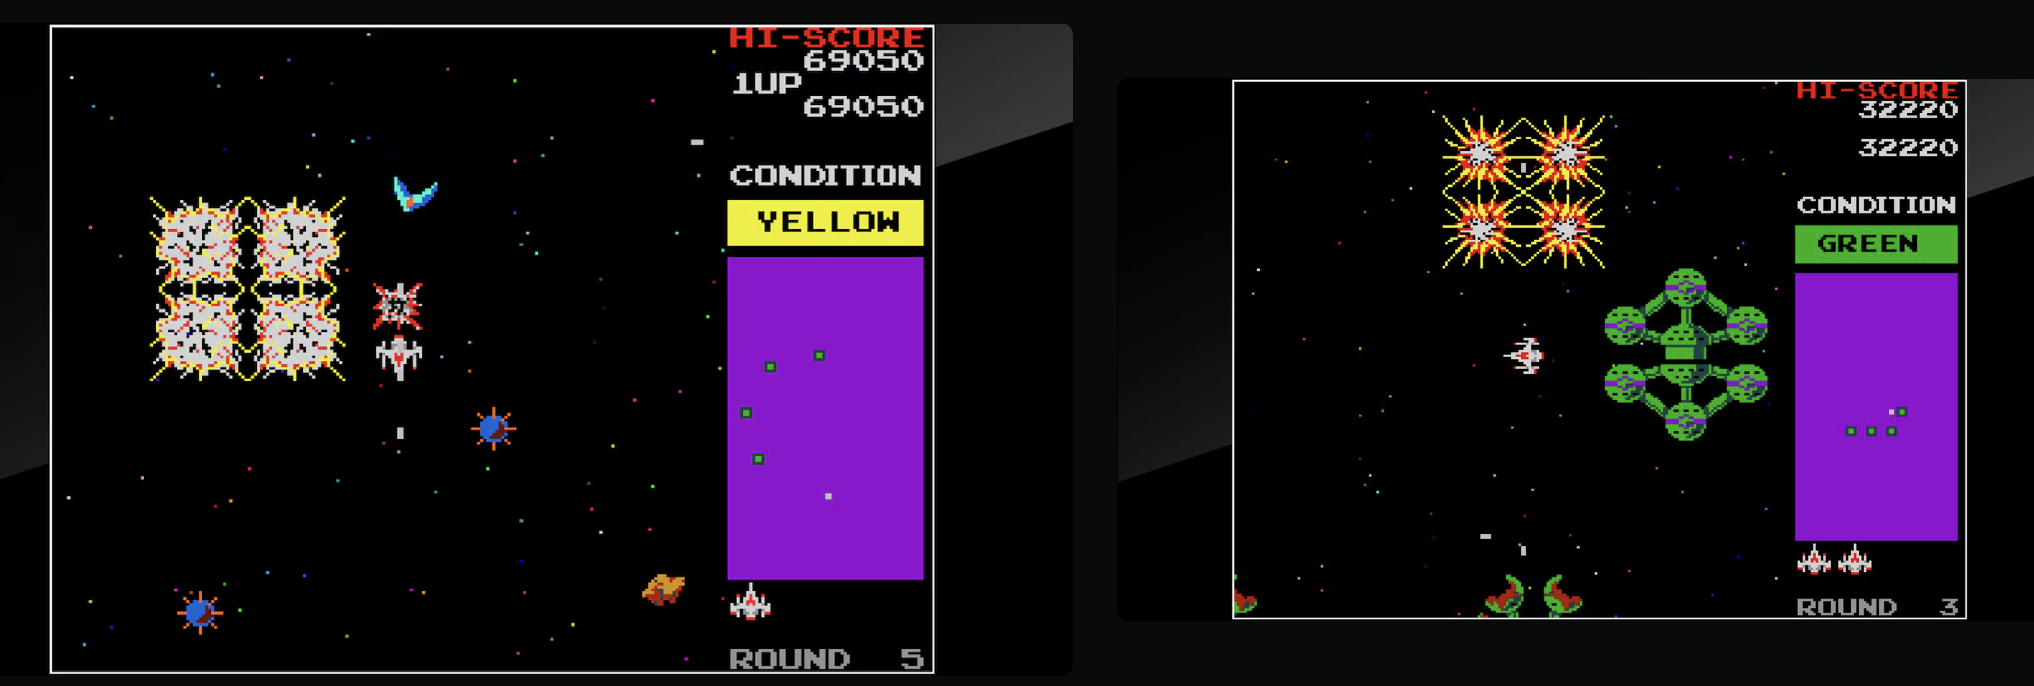 HI-SCORE
69050
1UP
69050
CONDITION
YELLOW
ROUND 5
HI-SCORE
32220
32220
CONDITION
GREEN
ROUND 3